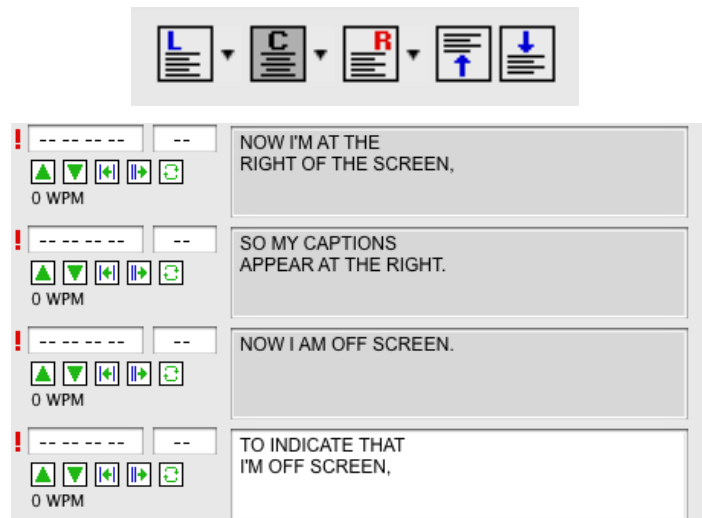 L C R
-- -- -- -- --
NOW I'M AT THE
RIGHT OF THE SCREEN,
0 WPM
-- -- -- -- --
SO MY CAPTIONS
APPEAR AT THE RIGHT.
0 WPM
-- -- -- -- --
NOW I AM OFF SCREEN.
0 WPM
-- -- -- -- --
TO INDICATE THAT
I'M OFF SCREEN,
0 WPM